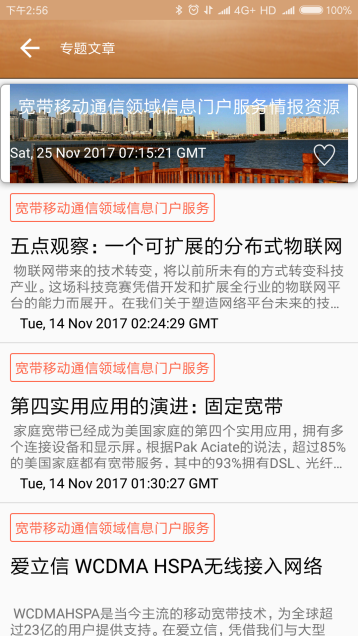 下午2:56
4G+ HD
100%
专题文章
宽带移动通信领域信息门户服务情报资源
Sat, 25 Nov 2017 07:15:21 GMT
宽带移动通信领域信息门户服务
五点观察：一个可扩展的分布式物联网
物联网带来的技术转变，将以前所未有的方式转变科技
产业。这场科技竞赛凭借开发和扩展全行业的物联网平
台的能力而展开。在我们关于塑造网络平台未来的技…
Tue, 14 Nov 2017 02:24:29 GMT
宽带移动通信领域信息门户服务
第四实用应用的演进：固定宽带
家庭宽带已经成为美国家庭的第四个实用应用，拥有多
个连接设备和显示屏。根据Pak Aciate的说法，超过85%
的美国家庭都有宽带服务，其中的93%拥有DSL、光纤…
Tue, 14 Nov 2017 01:30:27 GMT
宽带移动通信领域信息门户服务
爱立信 WCDMA HSPA无线接入网络
WCDMAHSPA是当今主流的移动宽带技术，为全球超
过23亿的用户提供支持。在爱立信，凭借我们与大型